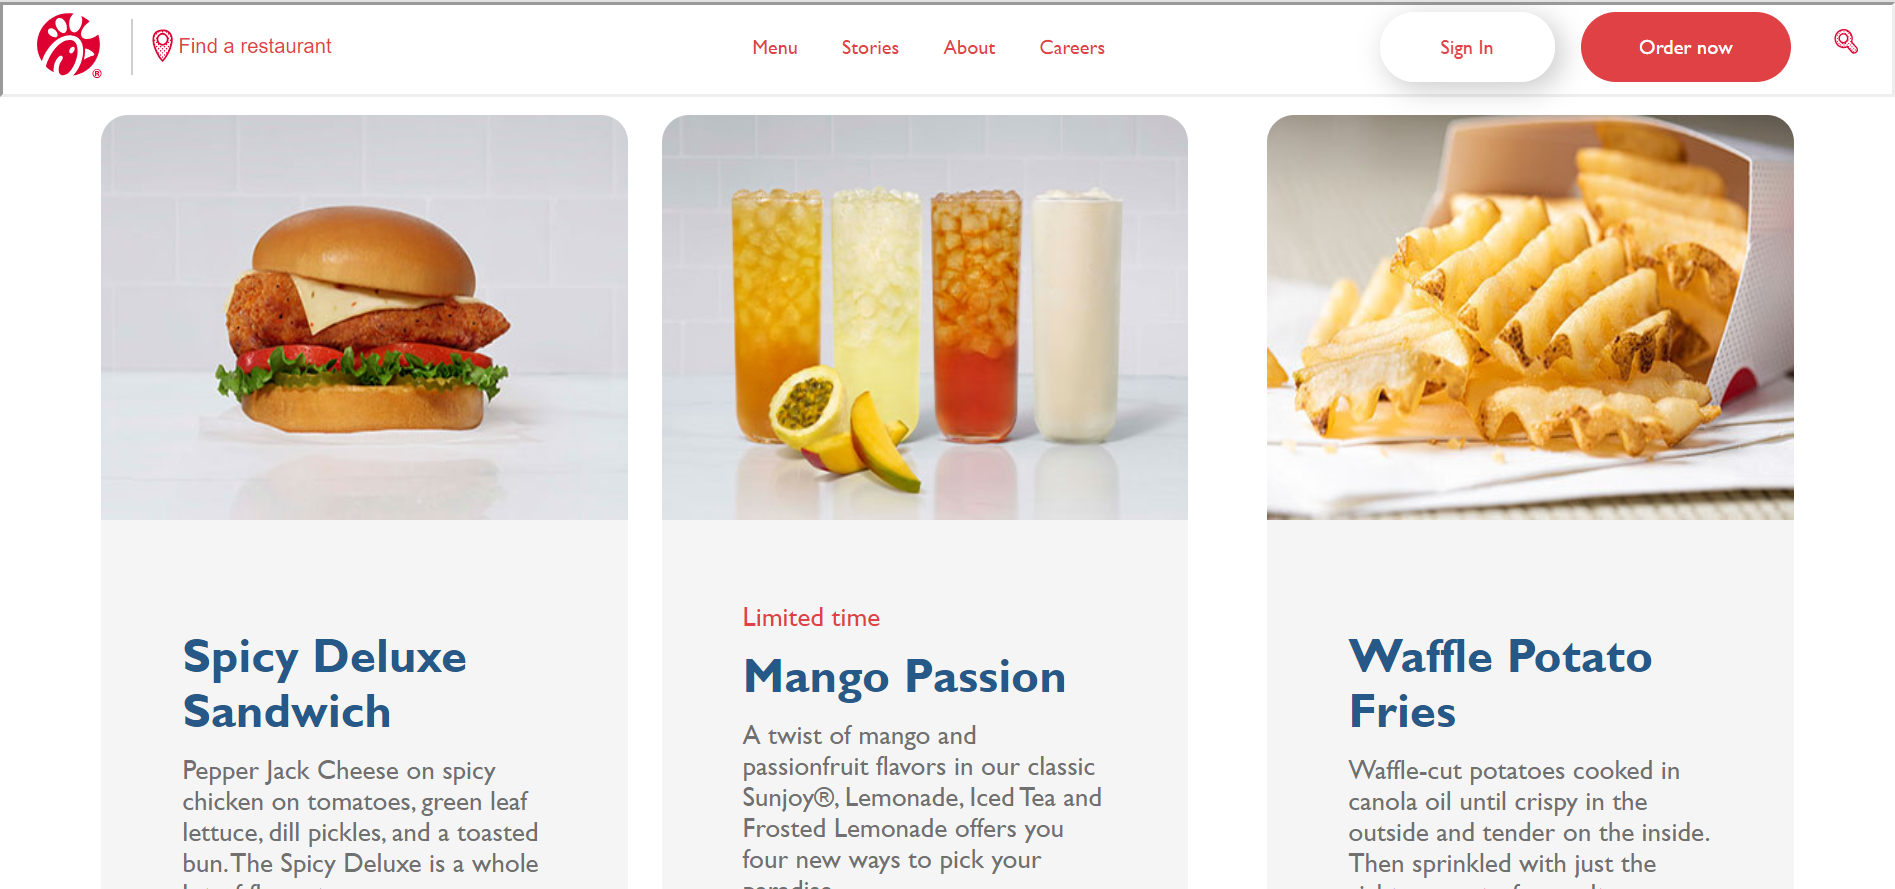 Find a restaurant
Menu
Stories
About
Careers
Sign In
Order now
Spicy Deluxe
Sandwich
Pepper Jack Cheese on spicy
chicken on tomatoes, green leaf
lettuce, dill pickles, and a toasted
bun. The Spicy Deluxe is a whole
Limited time
Mango Passion
A twist of mango and
passionfruit flavors in our classic
Sunjoy®, Lemonade, Iced Tea and
Frosted Lemonade offers you
four new ways to pick your
Waffle Potato
Fries
Waffle-cut potatoes cooked in
canola oil until crispy in the
outside and tender on the inside.
Then sprinkled with just the